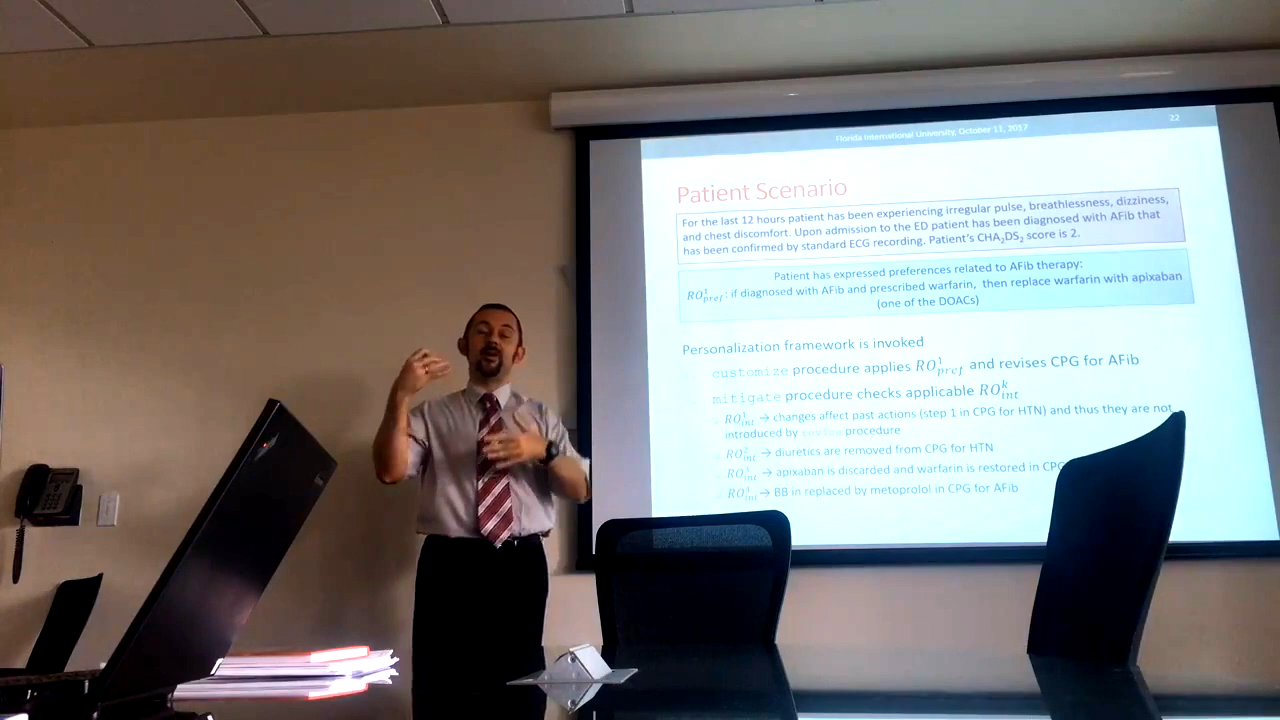 Florida International University, October 11, 2017
22
Patient Scenario
For the last 12 hours patient has been experiencing irregular pulse, breathlessness, dizziness,
and chest discomfort. Upon admission to the ED patient has been diagnosed with AFib that
has been confirmed by standard ECG recording. Patient's CHA₂DS₂ score is 2.
Patient has expressed preferences related to AFib therapy:
RO¹pref: if diagnosed with AFib and prescribed warfarin, then replace warfarin with apixaban
(one of the DOACs)
Personalization framework is invoked
customize procedure applies RO¹pref and revises CPG for AFib
mitigate procedure checks applicable ROᵏint
RO¹int → changes affect past actions (step 1 in CPG for HTN) and thus they are not
introduced by revise procedure
RO²int → diuretics are removed from CPG for HTN
RO³int → apixaban is discarded and warfarin is restored in CPG
→ BB in replaced by metoprolol in CPG for AFib